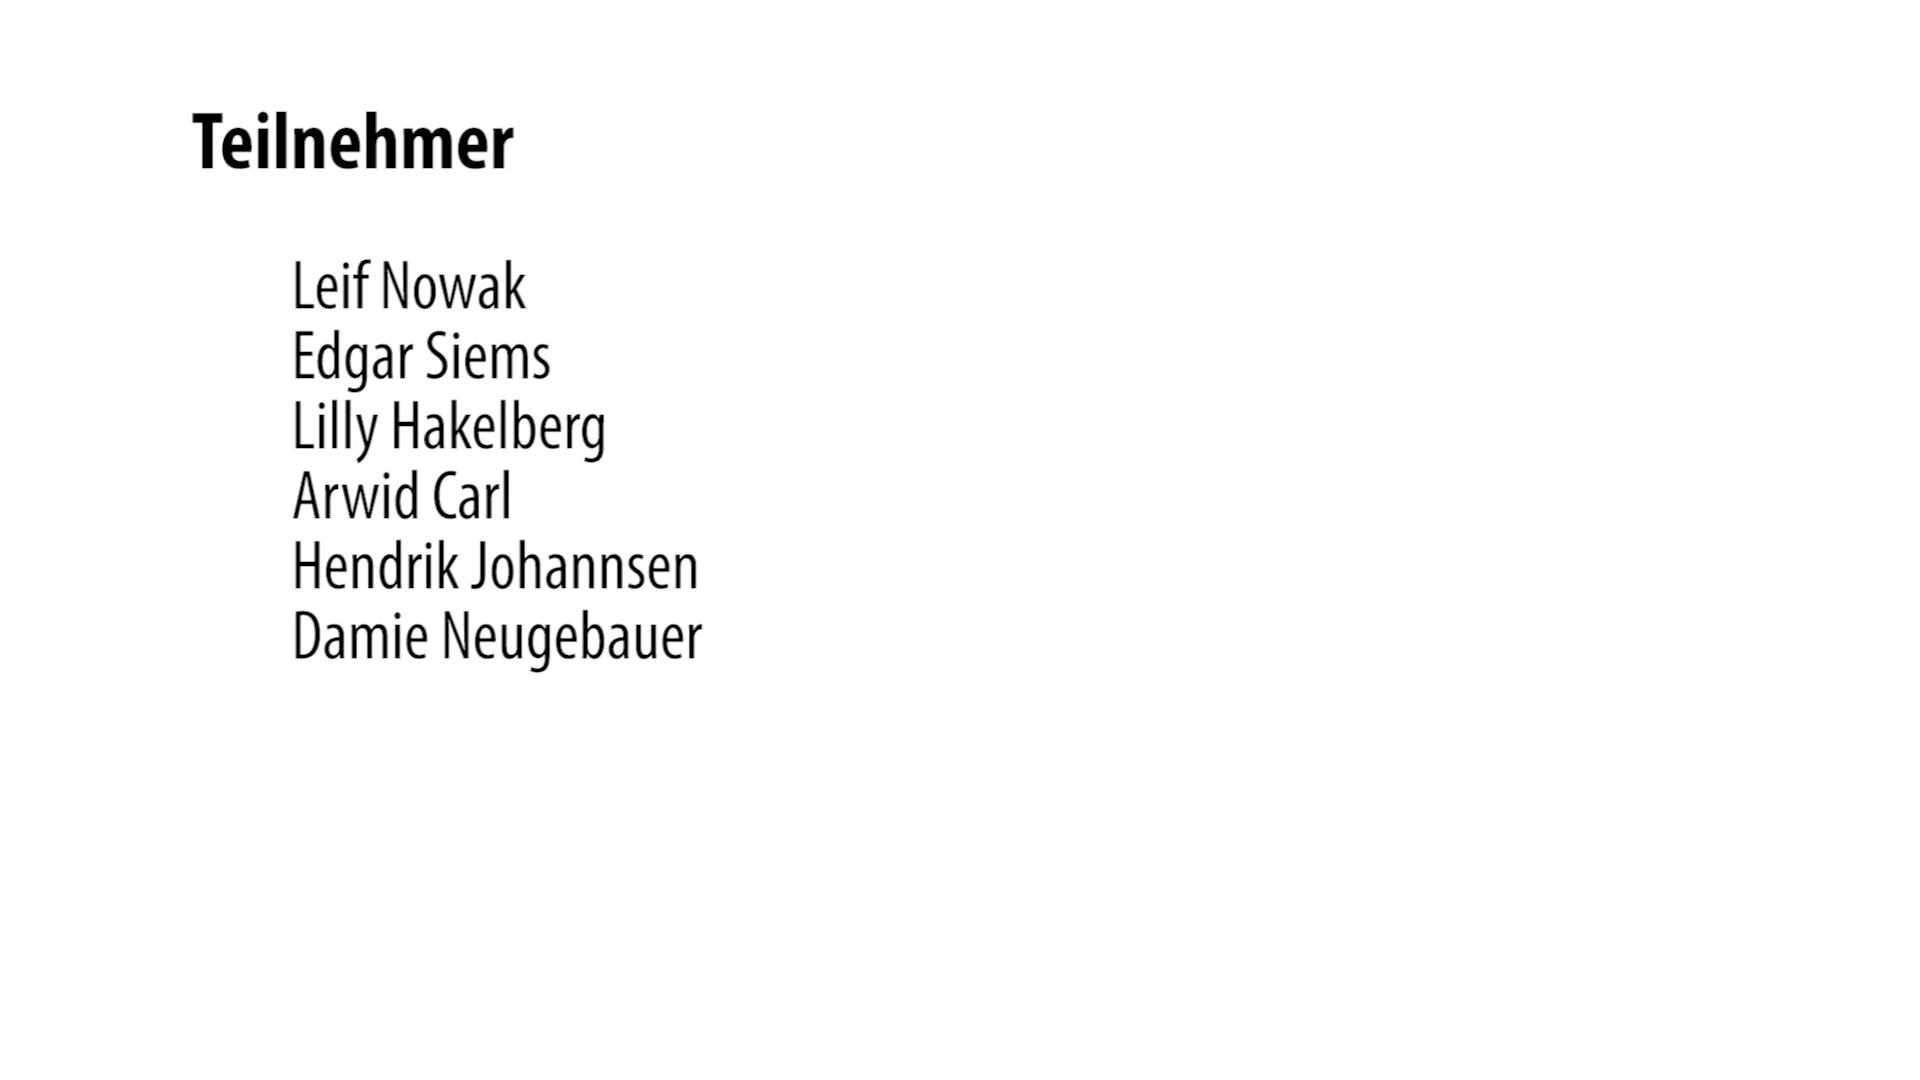 Teilnehmer
Leif Nowak
Edgar Siems
Lilly Hakelberg
Arwid Carl
Hendrik Johannsen
Damie Neugebauer